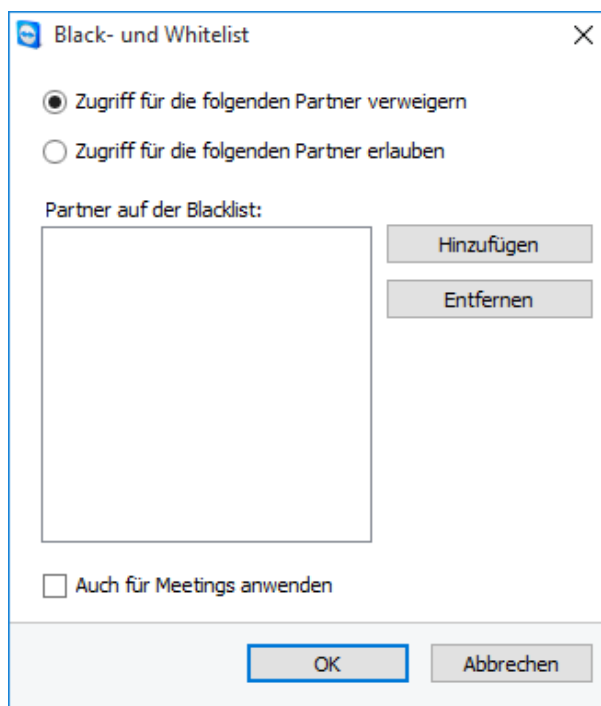 Black- und Whitelist
Zugriff für die folgenden Partner verweigern
Zugriff für die folgenden Partner erlauben
Partner auf der Blacklist:
Hinzufügen
Entfernen
Auch für Meetings anwenden
OK
Abbrechen